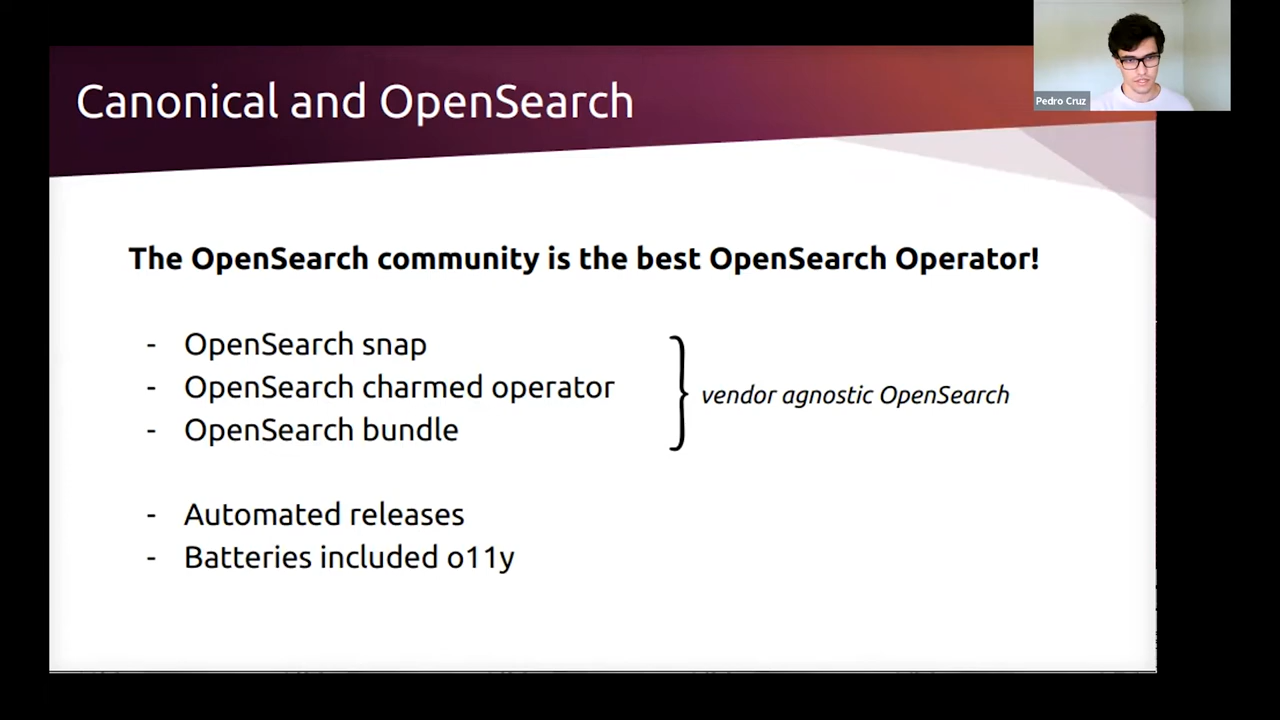 Canonical and OpenSearch
Pedro Cruz
The OpenSearch community is the best OpenSearch Operator!
- OpenSearch snap
- OpenSearch charmed operator
- OpenSearch bundle
vendor agnostic OpenSearch
- Automated releases
- Batteries included o11y